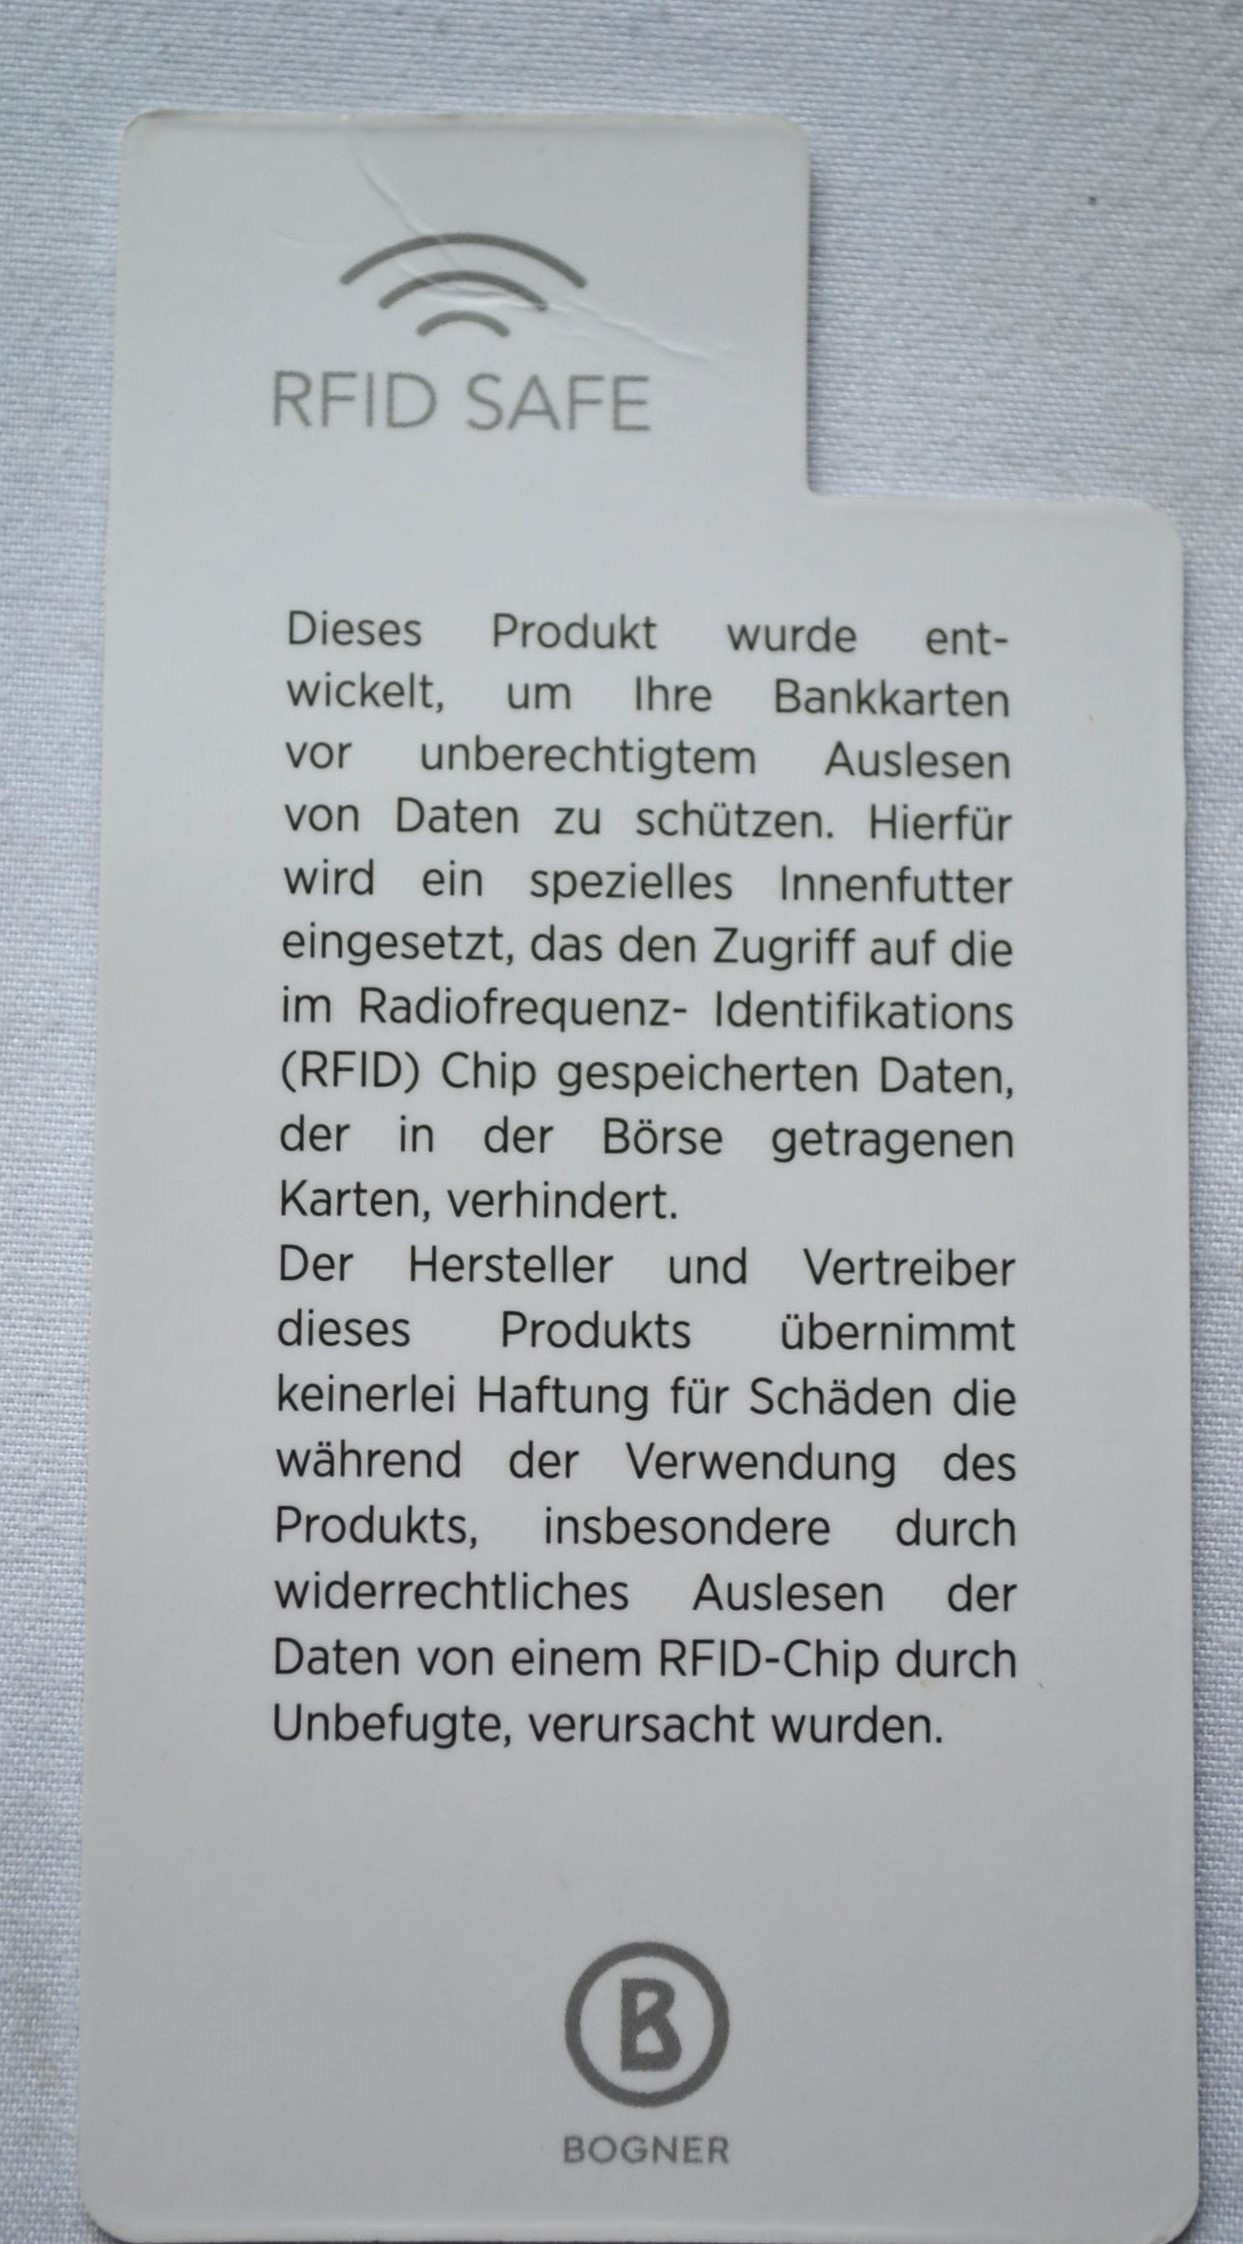 RFID SAFE
Dieses Produkt wurde ent-
wickelt, um Ihre Bankkarten
vor unberechtigtem Auslesen
von Daten zu schützen. Hierfür
wird ein spezielles Innenfutter
eingesetzt, das den Zugriff auf die
im Radiofrequenz- Identifikations
(RFID) Chip gespeicherten Daten,
der in der Börse getragenen
Karten, verhindert.
Der Hersteller und Vertreiber
dieses Produkts übernimmt
keinerlei Haftung für Schäden die
während der Verwendung des
Produkts, insbesondere durch
widerrechtliches Auslesen der
Daten von einem RFID-Chip durch
Unbefugte, verursacht wurden.
B
BOGNER